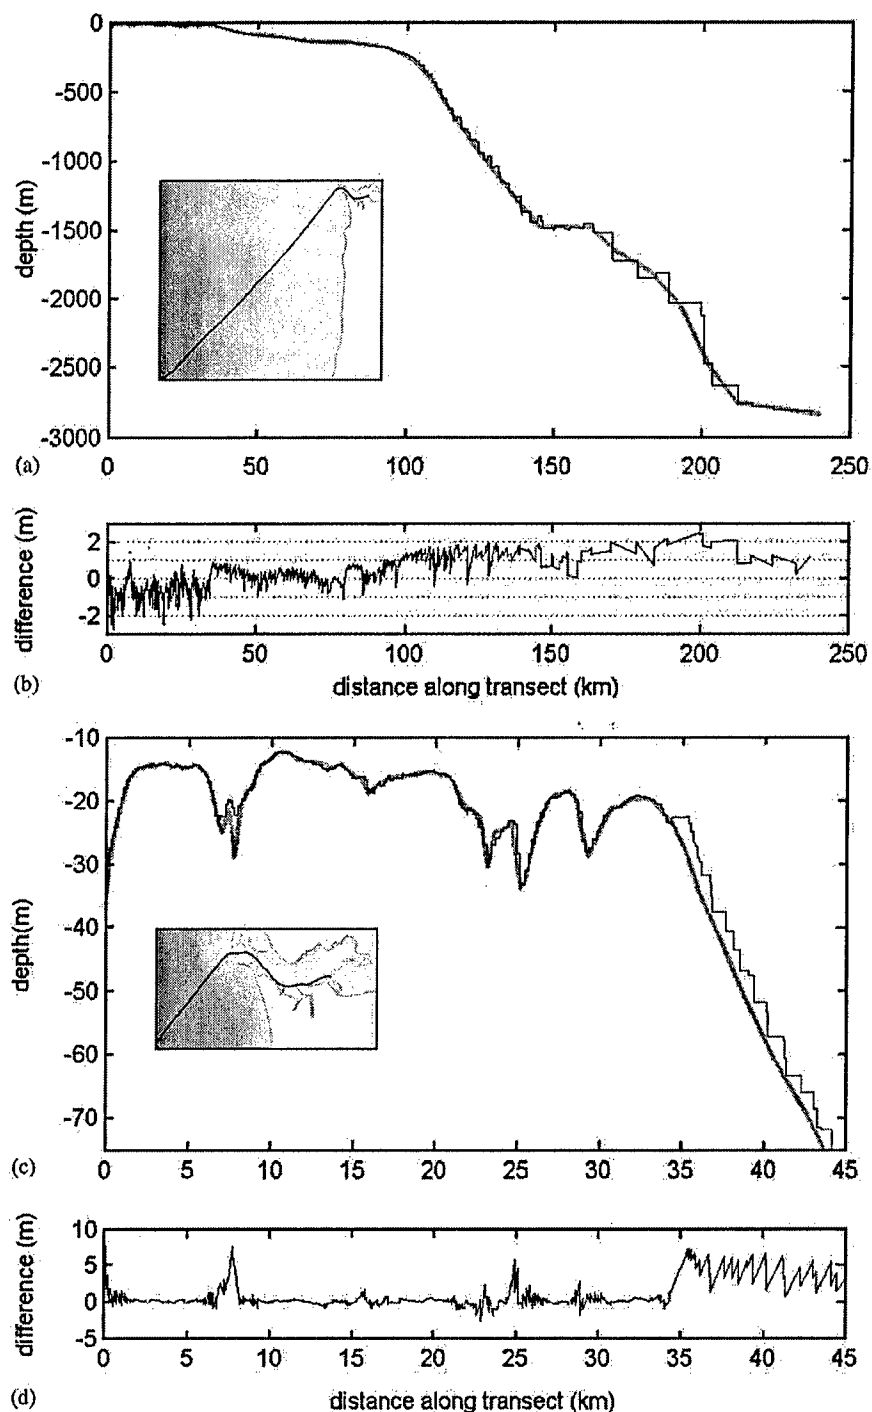 0
-500
-1000
-1500
-2000
-2500
-3000
depth (m)
0 50 100 150 200 250
(a)
2
0
-2
difference (m)
0 50 100 150 200 250
(b)
distance along transect (km)
-10
-20
-30
-40
-50
-60
-70
depth(m)
0 5 10 15 20 25 30 35 40 45
(c)
10
5
0
-5
difference (m)
0 5 10 15 20 25 30 35 40 45
(d)
distance along transect (km)